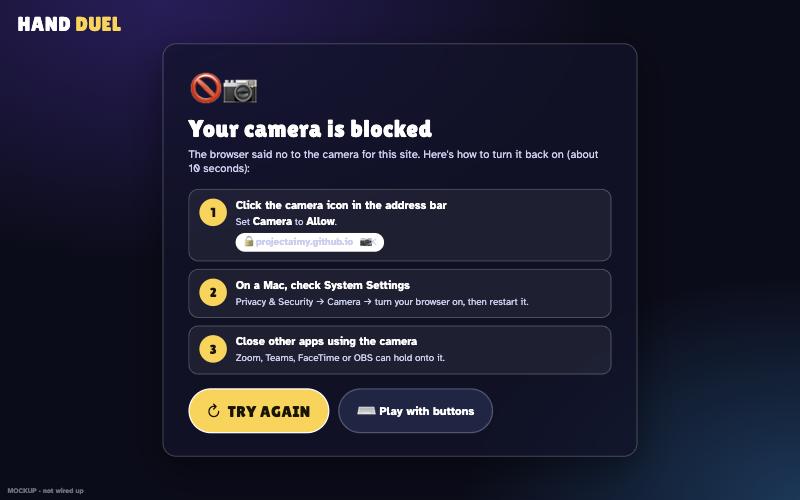 HAND DUEL
Your camera is blocked
The browser said no to the camera for this site. Here's how to turn it back on (about
10 seconds):
1
Click the camera icon in the address bar
Set Camera to Allow.
projectaimy.github.io
2
On a Mac, check System Settings
Privacy & Security → Camera → turn your browser on, then restart it.
3
Close other apps using the camera
Zoom, Teams, FaceTime or OBS can hold onto it.
↻ TRY AGAIN
Play with buttons
MOCKUP - not wired up